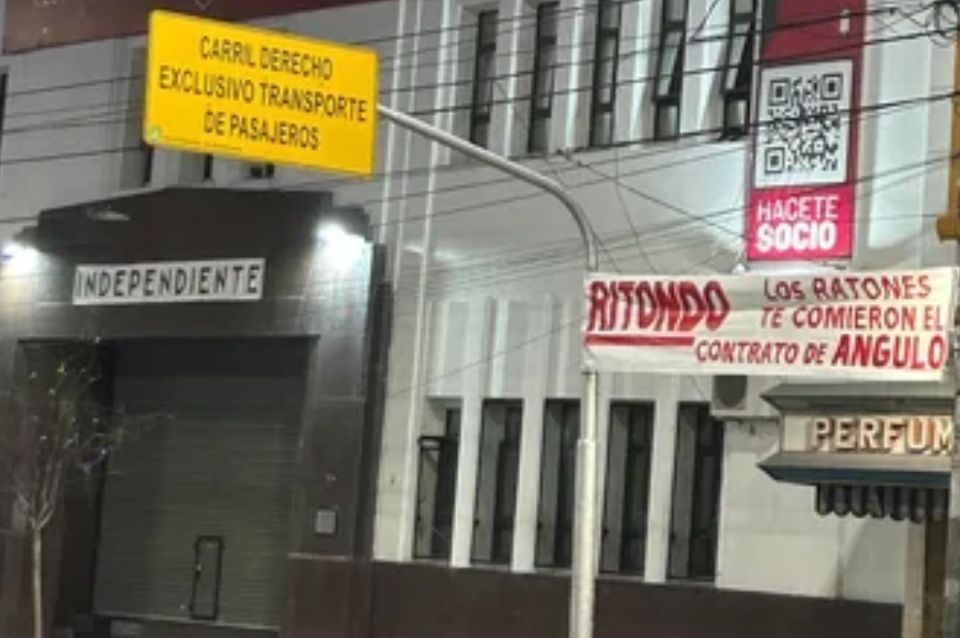 CARRIL DERECHO
EXCLUSIVO TRANSPORTE
DE PASAJEROS
INDEPENDIENTE
HACETE
SOCIO
RITONDO
LOS RATONES
TE COMIERON EL
CONTRATO DE ANGULO
PERFUM